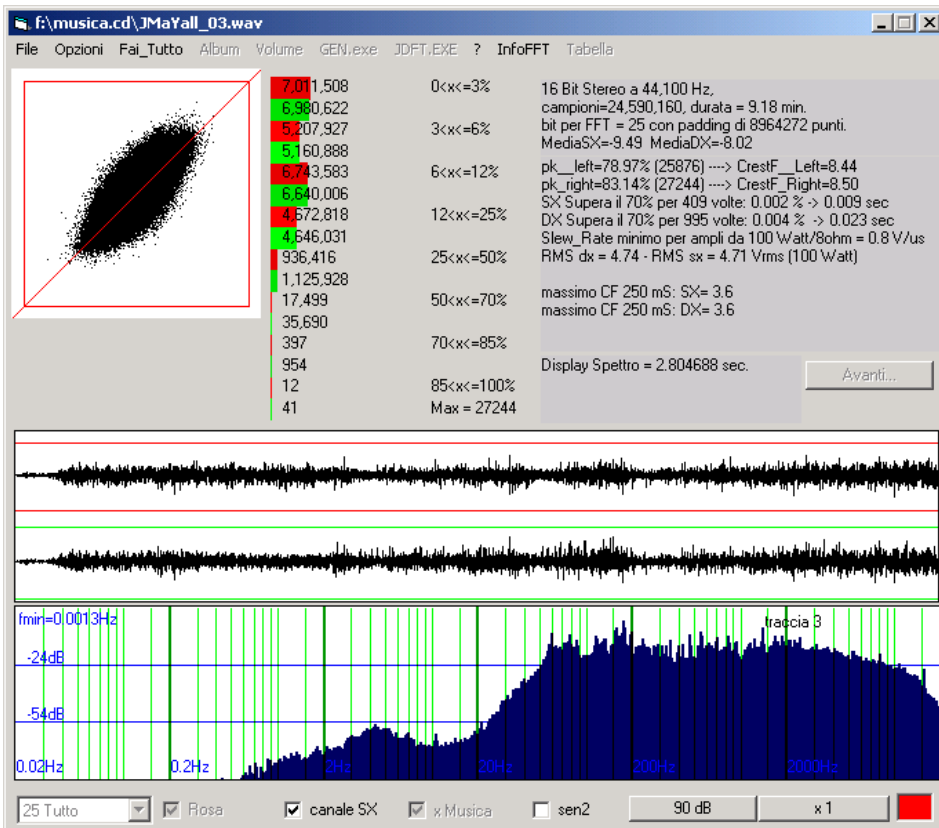 f:\musica.cd\JMaYall_03.wav
File Opzioni Fai_Tutto Album Volume GEN.exe JDFT.EXE ? InfoFFT Tabella
7,011,508 0<x<=3%
6,980,622
5,207,927 3<x<=6%
5,160,888
6,743,583 6<x<=12%
6,640,006
4,672,818 12<x<=25%
4,646,031
936,416 25<x<=50%
1,125,928
17,499 50<x<=70%
35,690
397 70<x<=85%
954
12 85<x<=100%
41 Max = 27244
16 Bit Stereo a 44,100 Hz,
campioni=24,590,160, durata = 9.18 min.
bit per FFT = 25 con padding di 8964272 punti.
MediaSX=-9.49 MediaDX=-8.02
pk__left=78.97% (25876) ----> CrestF__Left=8.44
pk_right=83.14% (27244) ----> CrestF_Right=8.50
SX Supera il 70% per 409 volte: 0.002 % -> 0.009 sec
DX Supera il 70% per 995 volte: 0.004 % -> 0.023 sec
Slew_Rate minimo per ampli da 100 Watt/8ohm = 0.8 V/us
RMS dx = 4.74 - RMS sx = 4.71 Vrms (100 Watt)
massimo CF 250 mS: SX= 3.6
massimo CF 250 mS: DX= 3.6
Display Spettro = 2.804688 sec.
Avanti...
fmin=0.0013Hz traccia 3
-24dB
-54dB
0.02Hz 0.2Hz 2Hz 20Hz 200Hz 2000Hz
25 Tutto Rosa canale SX x Musica sen2 90 dB x 1